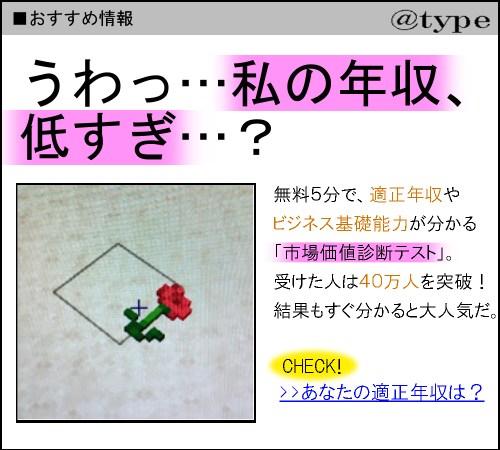 ■おすすめ情報
@type
うわっ…私の年収、
低すぎ…？
無料5分で、適正年収や
ビジネス基礎能力が分かる
「市場価値診断テスト」。
受けた人は40万人を突破！
結果もすぐ分かると大人気だ。
CHECK!
>>あなたの適正年収は？